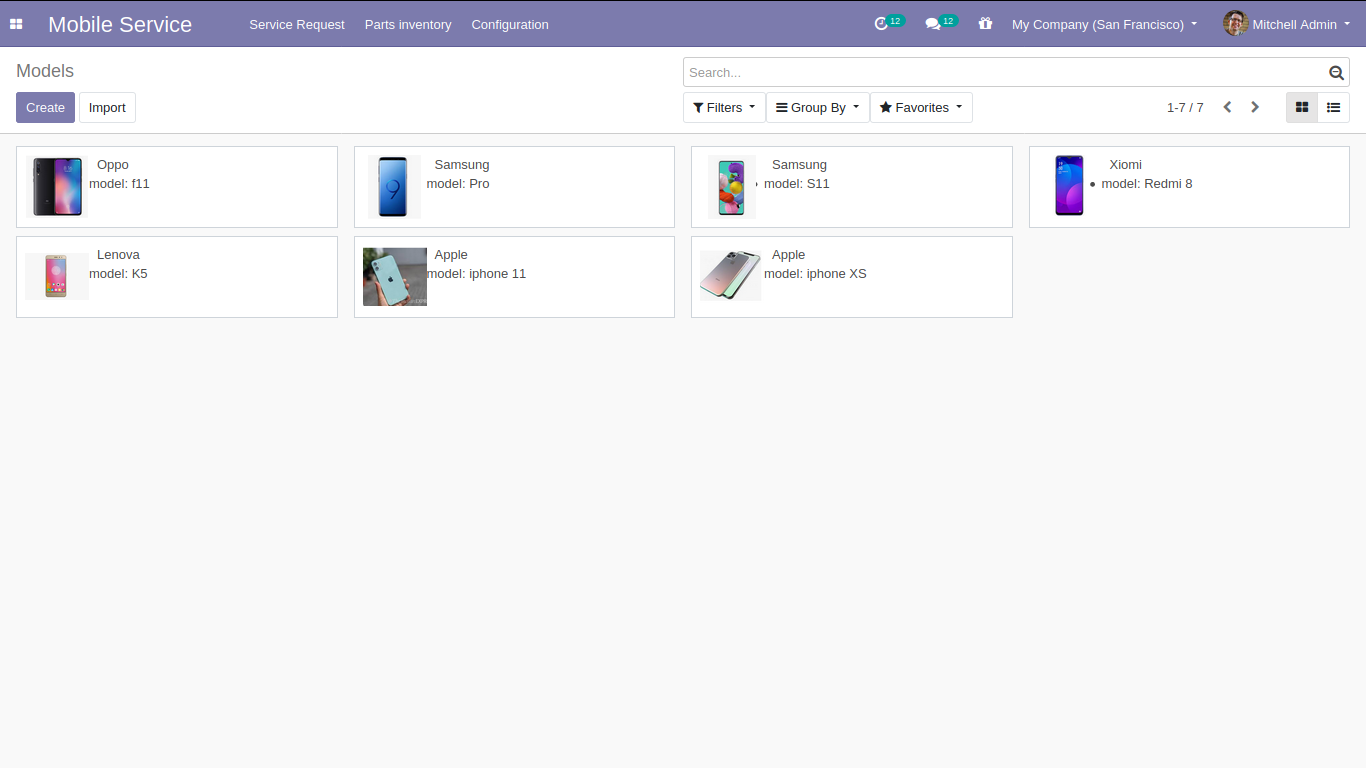 Mobile Service Service Request Parts inventory Configuration 12 12 My Company (San Francisco) Mitchell Admin
Models
Search...
Create Import Filters Group By Favorites 1-7 / 7
Oppo
model: f11
Samsung
model: Pro
Samsung
model: S11
Xiomi
model: Redmi 8
Lenova
model: K5
Apple
model: iphone 11
Apple
model: iphone XS